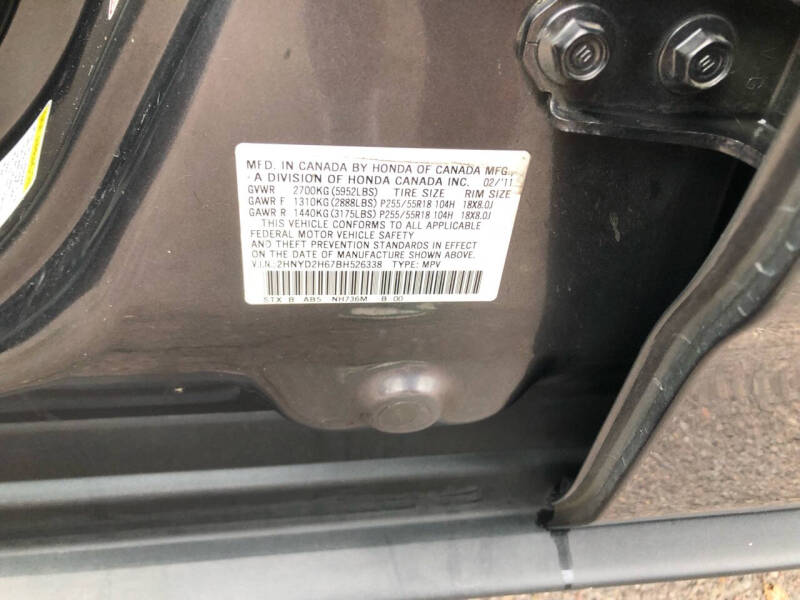 MFD. IN CANADA BY HONDA OF CANADA MFG.,
A DIVISION OF HONDA CANADA INC. 02/'11
GVWR 2700KG(5952LBS) TIRE SIZE RIM SIZE
GAWR F 1310KG(2888LBS) P255/55R18 104H 18X8.0J
GAWR R 1440KG(3175LBS) P255/55R18 104H 18X8.0J
THIS VEHICLE CONFORMS TO ALL APPLICABLE
FEDERAL MOTOR VEHICLE SAFETY
AND THEFT PREVENTION STANDARDS IN EFFECT
ON THE DATE OF MANUFACTURE SHOWN ABOVE.
V.I.N.:2HNYD2H67BH526338 TYPE: MPV
STX B AB5 NH736M B 00